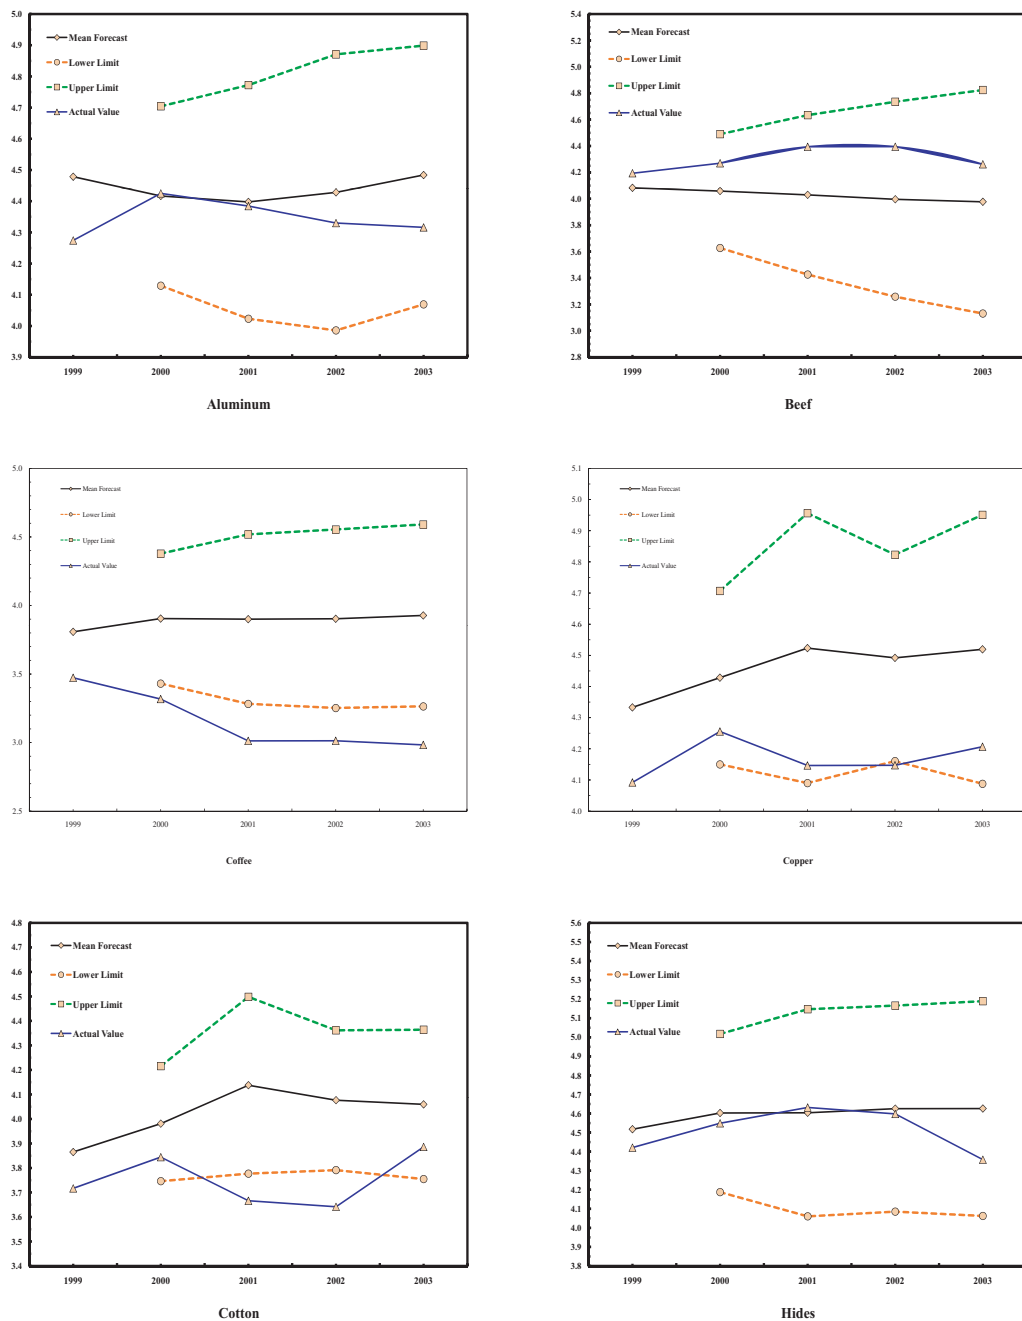 5.0
4.9
4.8
4.7
4.6
4.5
4.4
4.3
4.2
4.1
4.0
3.9
Mean Forecast
Lower Limit
Upper Limit
Actual Value
1999 2000 2001 2002 2003
Aluminum
5.4
5.2
5.0
4.8
4.6
4.4
4.2
4.0
3.8
3.6
3.4
3.2
3.0
2.8
Mean Forecast
Lower Limit
Upper Limit
Actual Value
1999 2000 2001 2002 2003
Beef
5.0
4.5
4.0
3.5
3.0
2.5
Mean Forecast
Lower Limit
Upper Limit
Actual Value
1999 2000 2001 2002 2003
Coffee
5.1
5.0
4.9
4.8
4.7
4.6
4.5
4.4
4.3
4.2
4.1
4.0
Mean Forecast
Lower Limit
Upper Limit
Actual Value
1999 2000 2001 2002 2003
Copper
4.8
4.7
4.6
4.5
4.4
4.3
4.2
4.1
4.0
3.9
3.8
3.7
3.6
3.5
3.4
Mean Forecast
Lower Limit
Upper Limit
Actual Value
1999 2000 2001 2002 2003
Cotton
5.6
5.5
5.4
5.3
5.2
5.1
5.0
4.9
4.8
4.7
4.6
4.5
4.4
4.3
4.2
4.1
4.0
3.9
3.8
Mean Forecast
Lower Limit
Upper Limit
Actual Value
1999 2000 2001 2002 2003
Hides